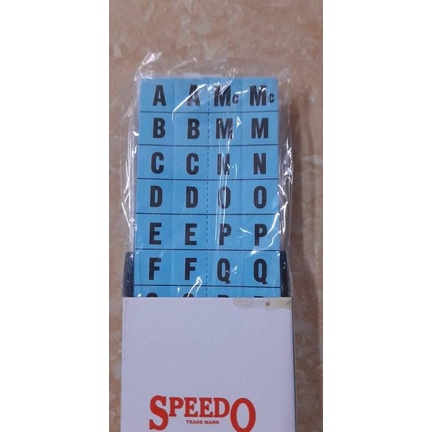 A A Mc Mc
B B M M
C C N N
D D O O
E E P P
F F Q Q
SPEEDO
TRADE MARK